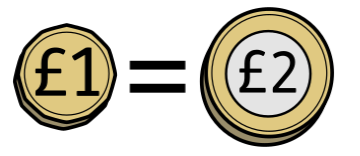 £1 = £2